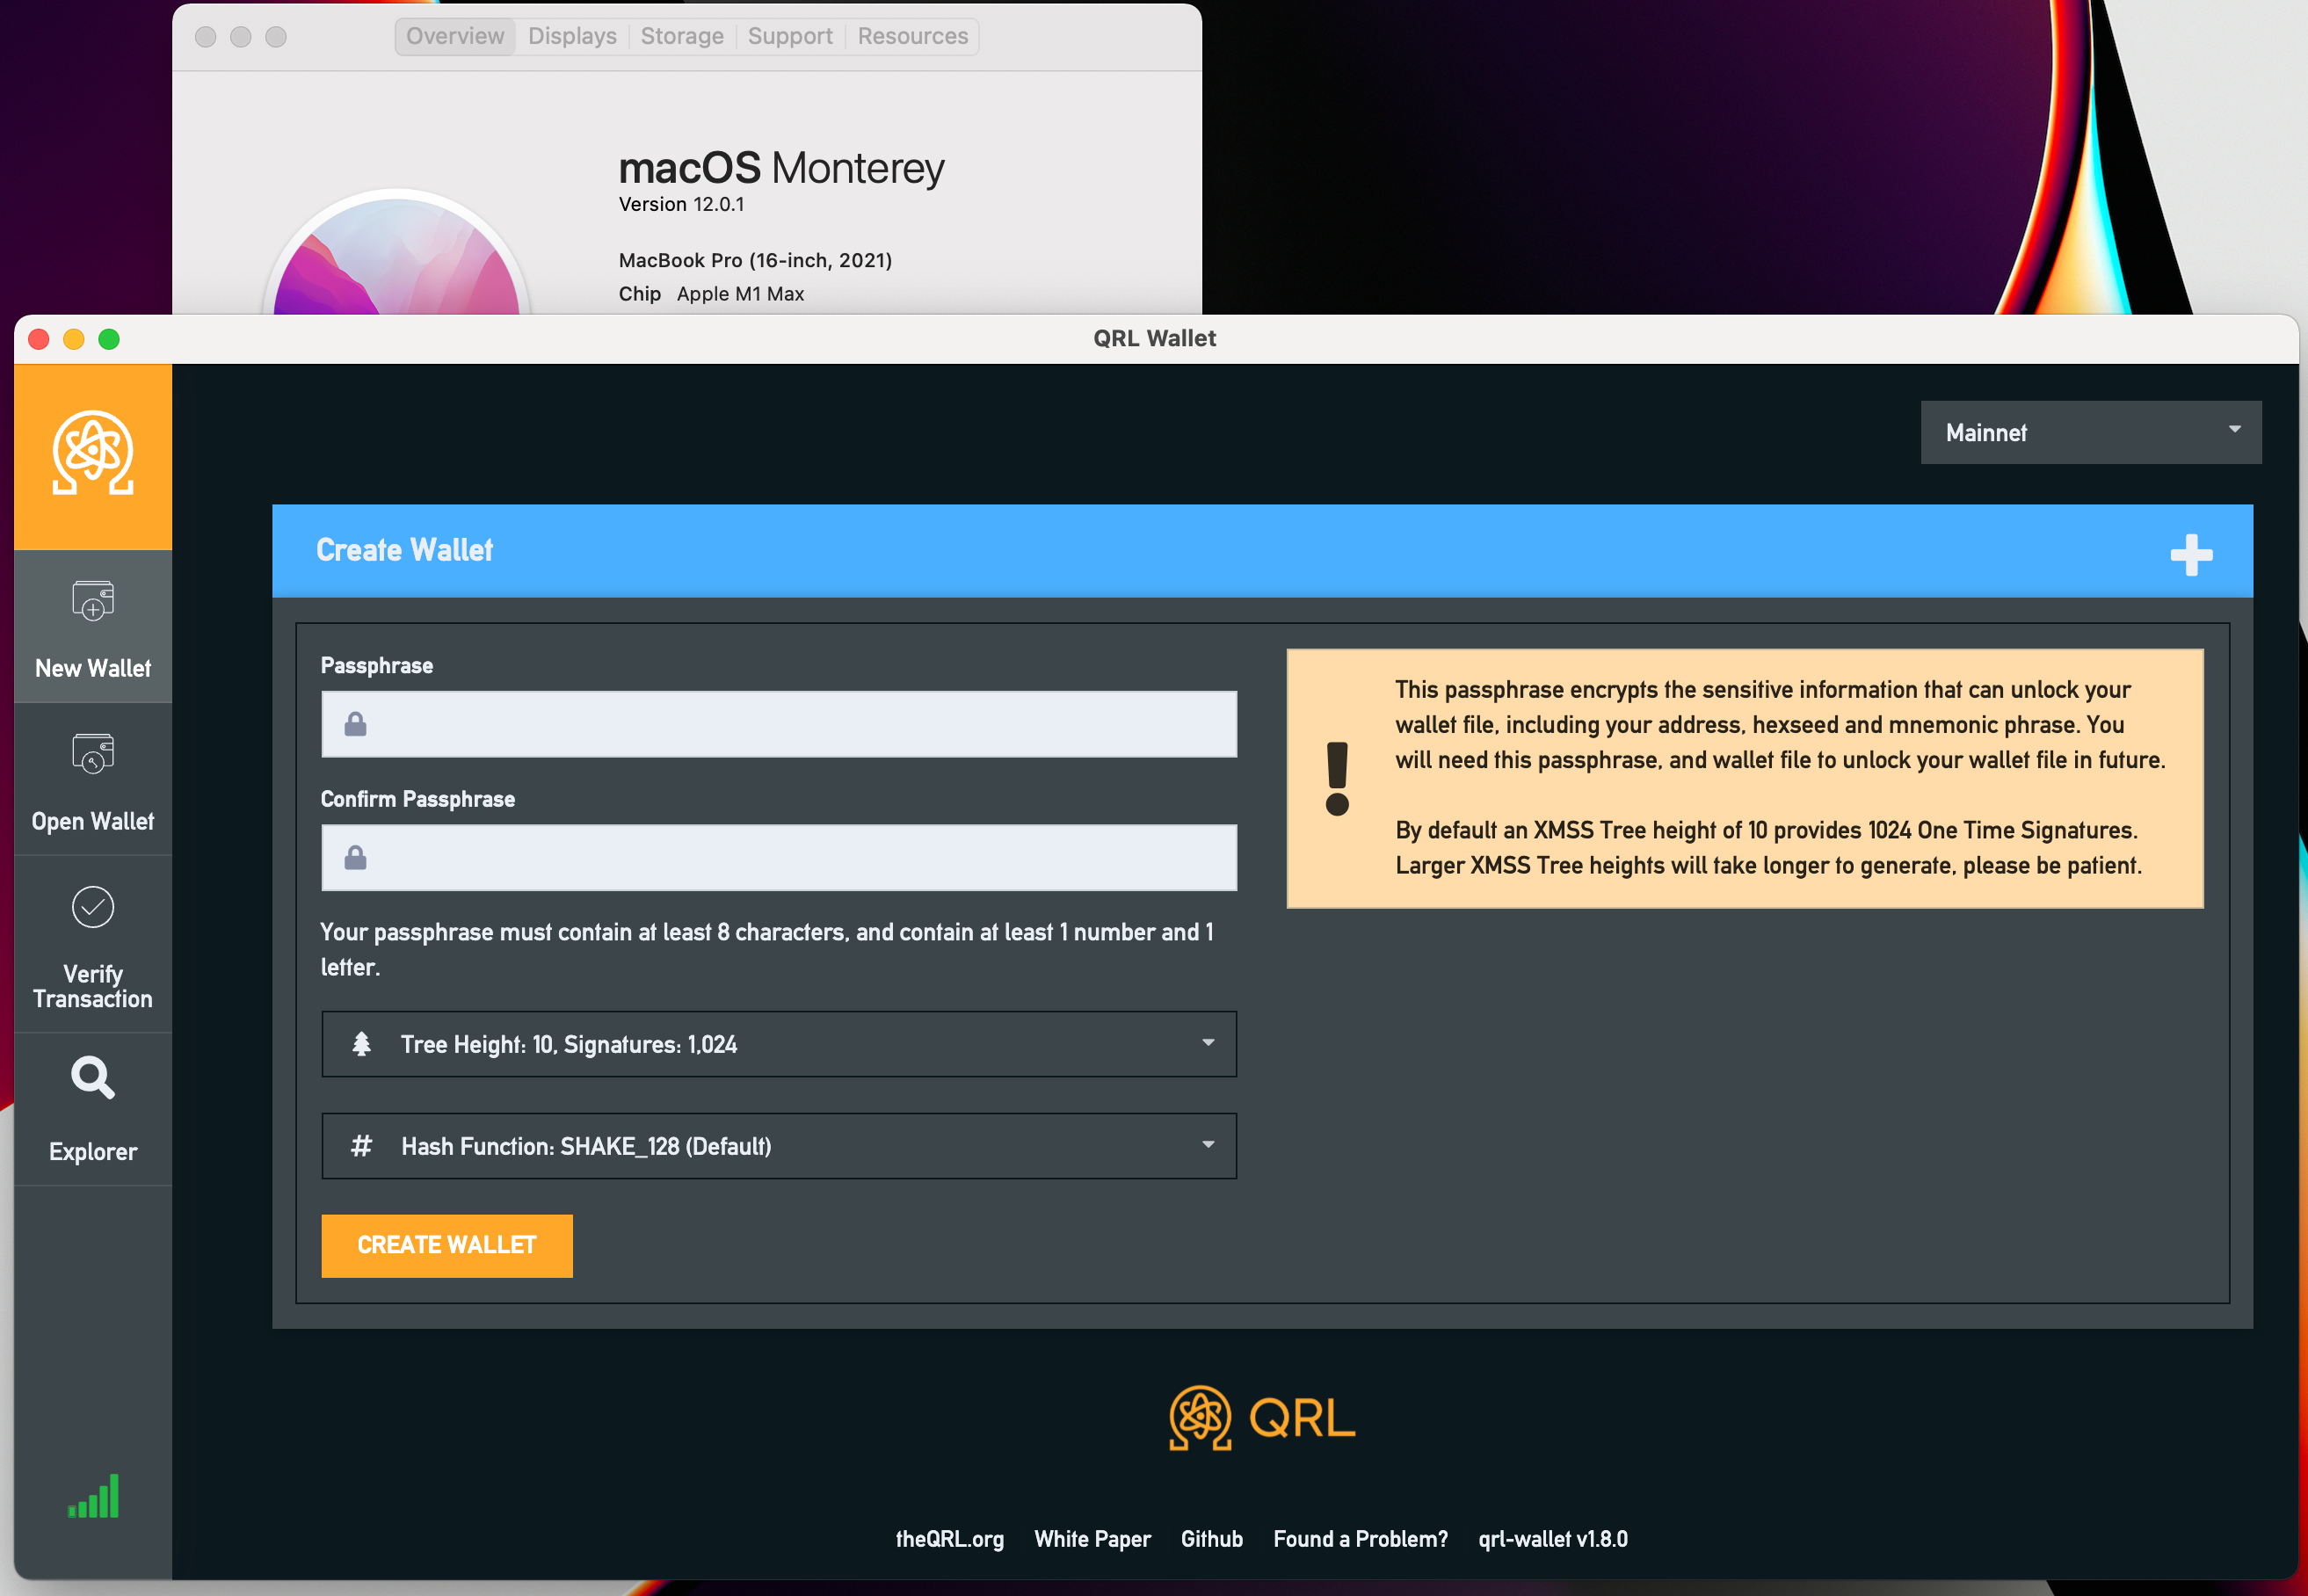 Overview Displays Storage Support Resources
macOS Monterey
Version 12.0.1
MacBook Pro (16-inch, 2021)
Chip Apple M1 Max
QRL Wallet
Mainnet
Create Wallet
New Wallet
Open Wallet
Verify
Transaction
Explorer
Passphrase
Confirm Passphrase
Your passphrase must contain at least 8 characters, and contain at least 1 number and 1
letter.
Tree Height: 10, Signatures: 1,024
# Hash Function: SHAKE_128 (Default)
CREATE WALLET
This passphrase encrypts the sensitive information that can unlock your
wallet file, including your address, hexseed and mnemonic phrase. You
will need this passphrase, and wallet file to unlock your wallet file in future.
By default an XMSS Tree height of 10 provides 1024 One Time Signatures.
Larger XMSS Tree heights will take longer to generate, please be patient.
QRL
theQRL.org White Paper Github Found a Problem? qrl-wallet v1.8.0